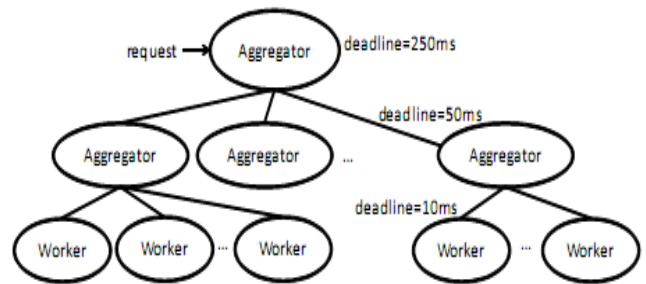 request
Aggregator
deadline=250ms
deadline=50ms
Aggregator
Aggregator
...
Aggregator
deadline=10ms
Worker
Worker
...
Worker
Worker
...
Worker